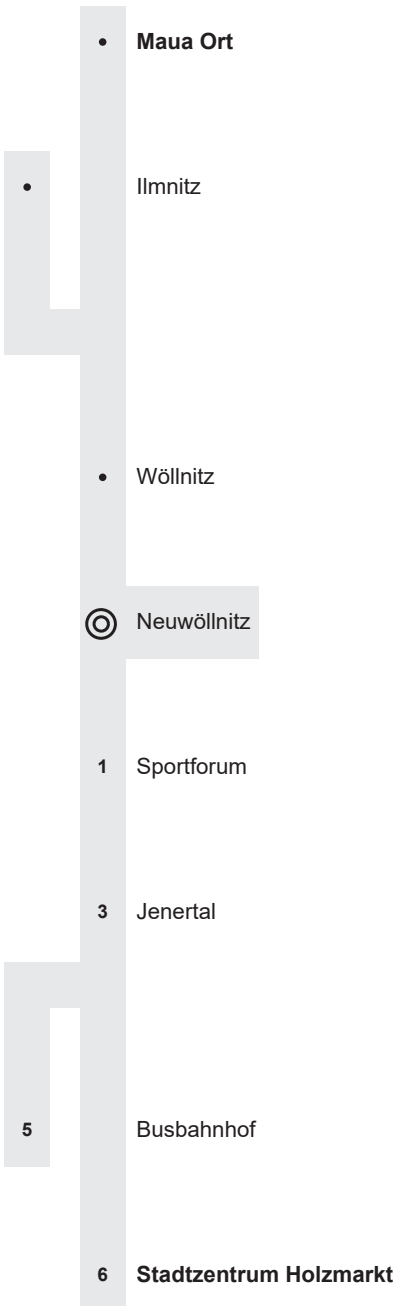 • Maua Ort
• Ilmnitz
• Wöllnitz
Neuwöllnitz
1 Sportforum
3 Jenertal
5 Busbahnhof
6 Stadtzentrum Holzmarkt